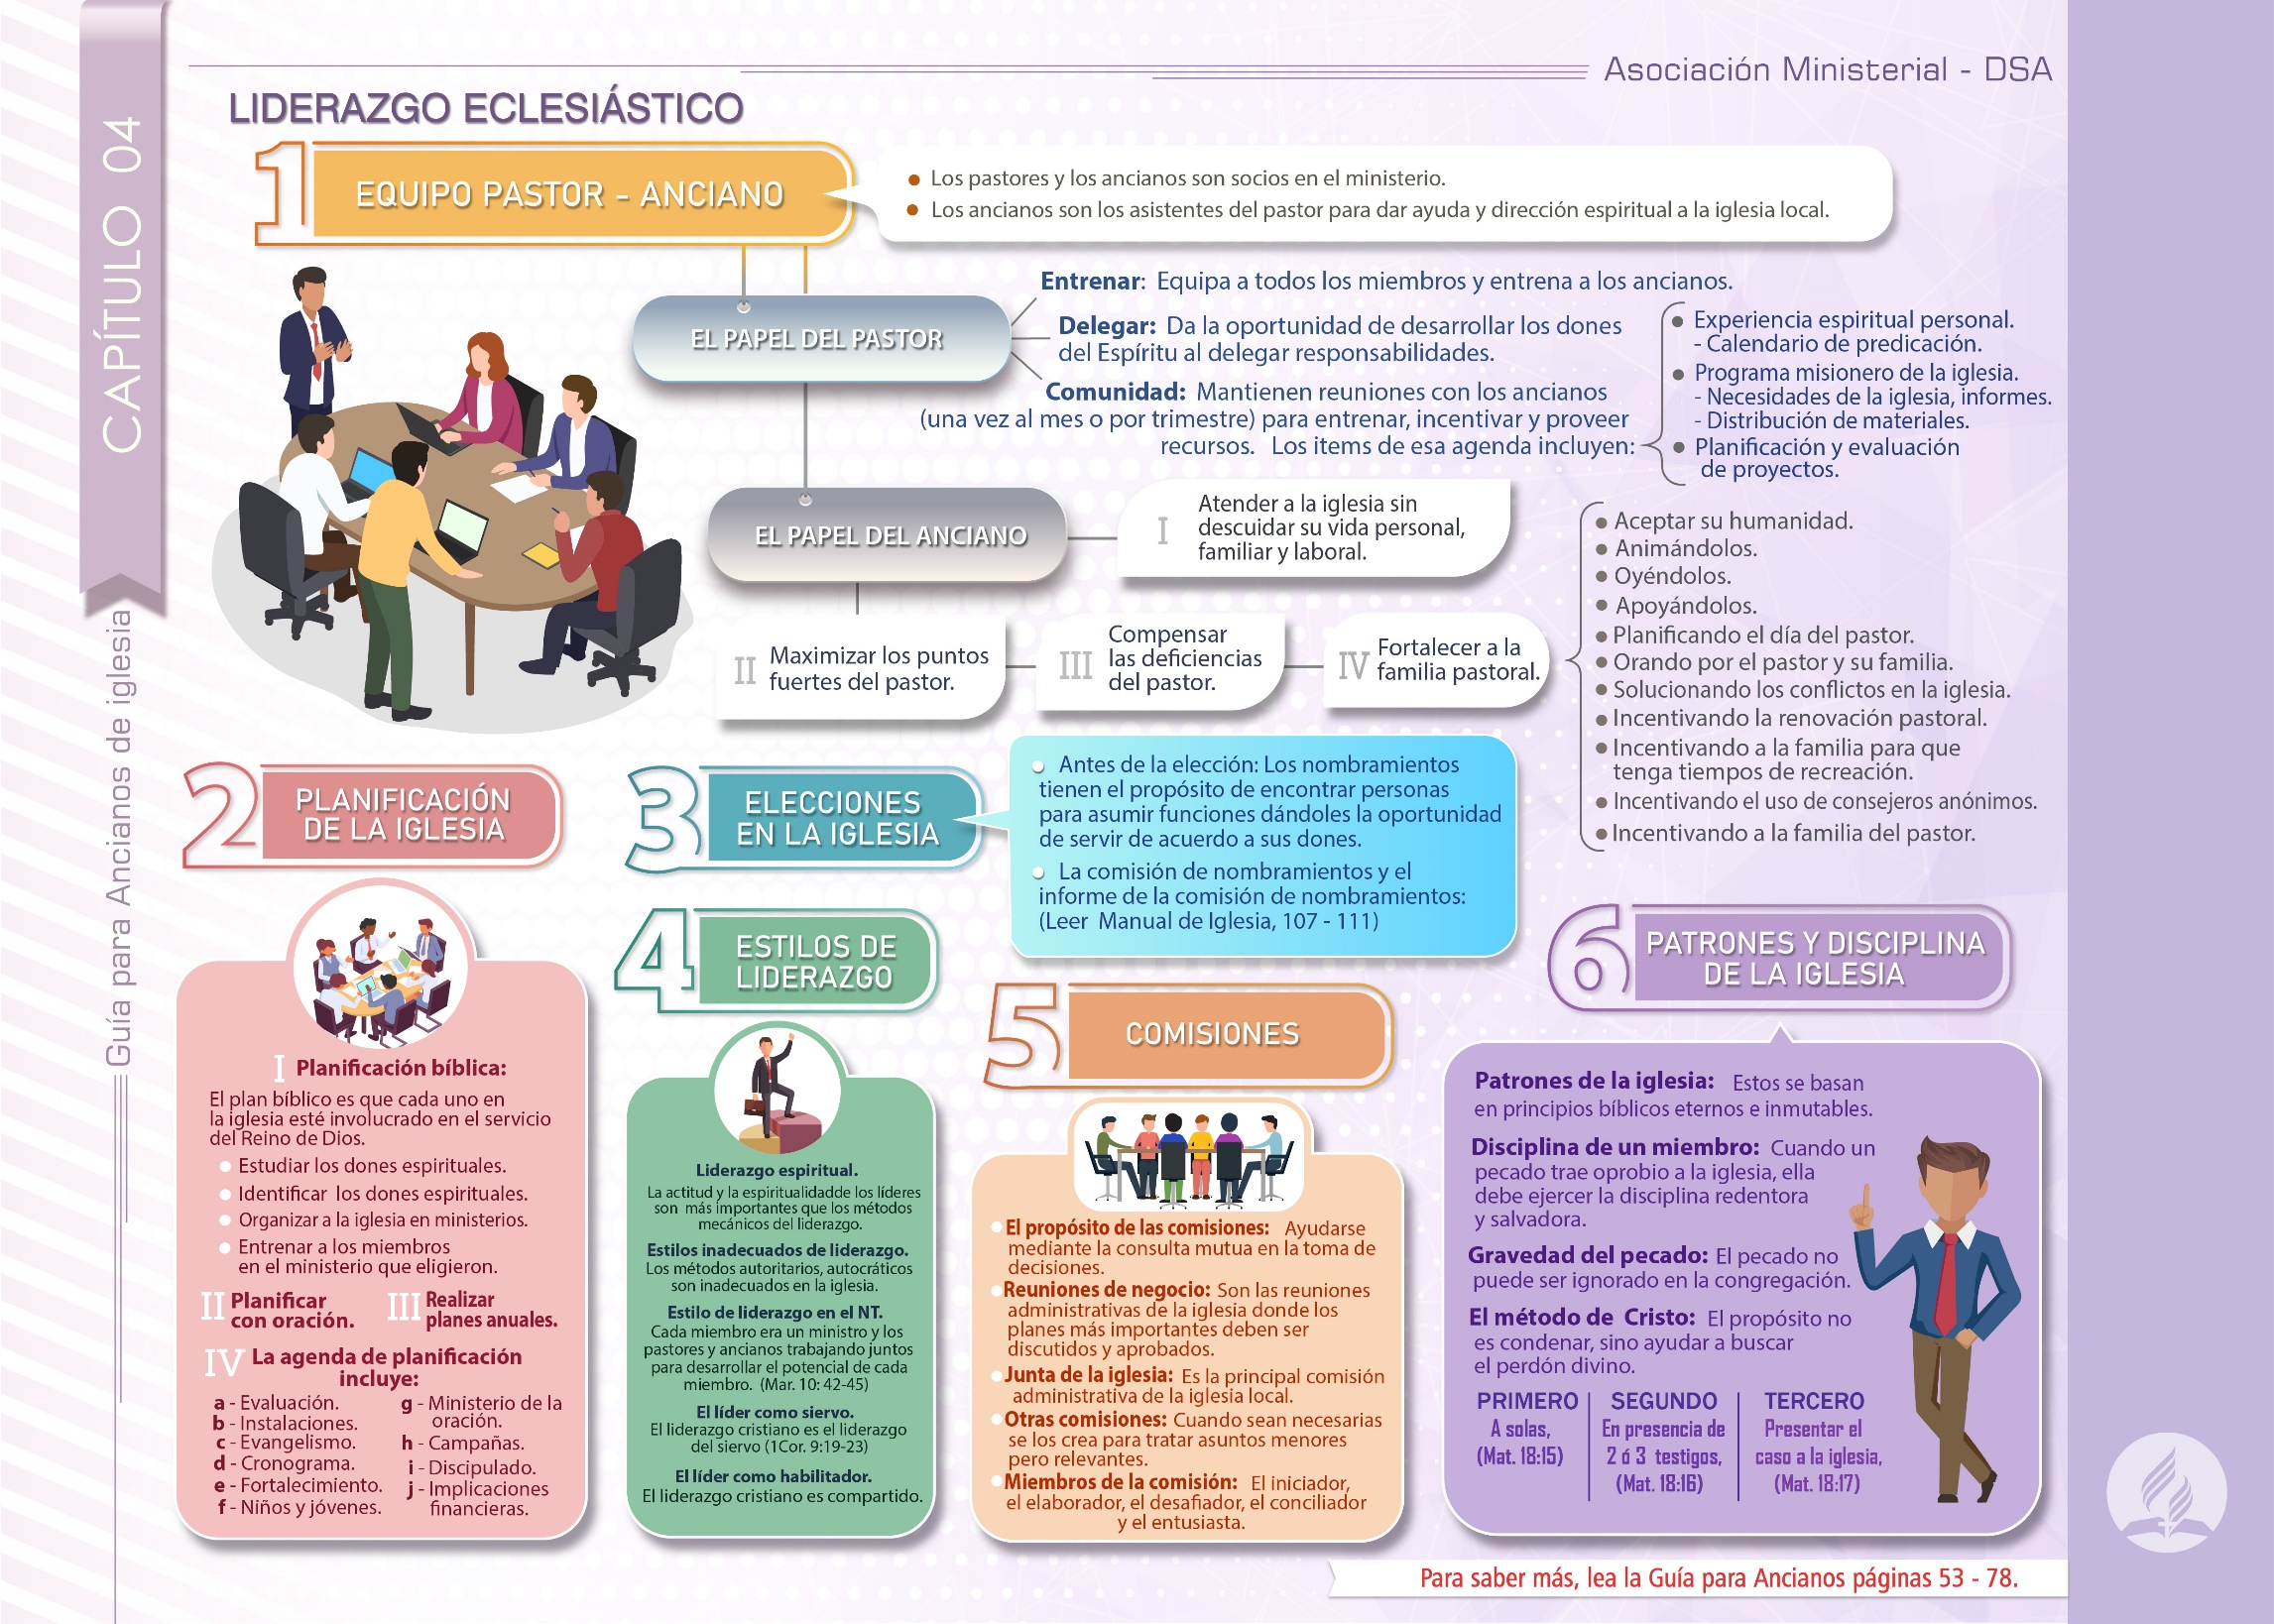 Asociación Ministerial - DSA
CAPÍTULO 04
Guía para Ancianos de iglesia
LIDERAZGO ECLESIÁSTICO
1
EQUIPO PASTOR - ANCIANO
Los pastores y los ancianos son socios en el ministerio.
Los ancianos son los asistentes del pastor para dar ayuda y dirección espiritual a la iglesia local.
EL PAPEL DEL PASTOR
Entrenar: Equipa a todos los miembros y entrena a los ancianos.
Delegar: Da la oportunidad de desarrollar los dones
del Espíritu al delegar responsabilidades.
Comunidad: Mantienen reuniones con los ancianos
(una vez al mes o por trimestre) para entrenar, incentivar y proveer
recursos. Los items de esa agenda incluyen:
Experiencia espiritual personal.
- Calendario de predicación.
Programa misionero de la iglesia.
- Necesidades de la iglesia, informes.
- Distribución de materiales.
Planificación y evaluación
de proyectos.
EL PAPEL DEL ANCIANO
I
Atender a la iglesia sin
descuidar su vida personal,
familiar y laboral.
II
Maximizar los puntos
fuertes del pastor.
III
Compensar
las deficiencias
del pastor.
IV
Fortalecer a la
familia pastoral.
Aceptar su humanidad.
Animándolos.
Oyéndolos.
Apoyándolos.
Planificando el día del pastor.
Orando por el pastor y su familia.
Solucionando los conflictos en la iglesia.
Incentivando la renovación pastoral.
Incentivando a la familia para que
tenga tiempos de recreación.
Incentivando el uso de consejeros anónimos.
Incentivando a la familia del pastor.
2
PLANIFICACIÓN
DE LA IGLESIA
I Planificación bíblica:
El plan bíblico es que cada uno en
la iglesia esté involucrado en el servicio
del Reino de Dios.
Estudiar los dones espirituales.
Identificar los dones espirituales.
Organizar a la iglesia en ministerios.
Entrenar a los miembros
en el ministerio que eligieron.
II Planificar
con oración.
III Realizar
planes anuales.
IV La agenda de planificación
incluye:
a - Evaluación.
b - Instalaciones.
c - Evangelismo.
d - Cronograma.
e - Fortalecimiento.
f - Niños y jóvenes.
g - Ministerio de la
oración.
h - Campañas.
i - Discipulado.
j - Implicaciones
financieras.
3
ELECCIONES
EN LA IGLESIA
Antes de la elección: Los nombramientos
tienen el propósito de encontrar personas
para asumir funciones dándoles la oportunidad
de servir de acuerdo a sus dones.
La comisión de nombramientos y el
informe de la comisión de nombramientos:
(Leer Manual de Iglesia, 107 - 111)
4
ESTILOS DE
LIDERAZGO
Liderazgo espiritual.
La actitud y la espiritualidadde los líderes
son más importantes que los métodos
mecánicos del liderazgo.
Estilos inadecuados de liderazgo.
Los métodos autoritarios, autocráticos
son inadecuados en la iglesia.
Estilo de liderazgo en el NT.
Cada miembro era un ministro y los
pastores y ancianos trabajando juntos
para desarrollar el potencial de cada
miembro. (Mar. 10: 42-45)
El líder como siervo.
El liderazgo cristiano es el liderazgo
del siervo (1Cor. 9:19-23)
El líder como habilitador.
El liderazgo cristiano es compartido.
5
COMISIONES
El propósito de las comisiones: Ayudarse
mediante la consulta mutua en la toma de
decisiones.
Reuniones de negocio: Son las reuniones
administrativas de la iglesia donde los
planes más importantes deben ser
discutidos y aprobados.
Junta de la iglesia: Es la principal comisión
administrativa de la iglesia local.
Otras comisiones: Cuando sean necesarias
se los crea para tratar asuntos menores
pero relevantes.
Miembros de la comisión: El iniciador,
el elaborador, el desafiador, el conciliador
y el entusiasta.
6
PATRONES Y DISCIPLINA
DE LA IGLESIA
Patrones de la iglesia: Estos se basan
en principios bíblicos eternos e inmutables.
Disciplina de un miembro: Cuando un
pecado trae oprobio a la iglesia, ella
debe ejercer la disciplina redentora
y salvadora.
Gravedad del pecado: El pecado no
puede ser ignorado en la congregación.
El método de Cristo: El propósito no
es condenar, sino ayudar a buscar
el perdón divino.
PRIMERO
A solas,
(Mat. 18:15)
SEGUNDO
En presencia de
2 ó 3 testigos,
(Mat. 18:16)
TERCERO
Presentar el
caso a la iglesia,
(Mat. 18:17)
Para saber más, lea la Guía para Ancianos páginas 53 - 78.